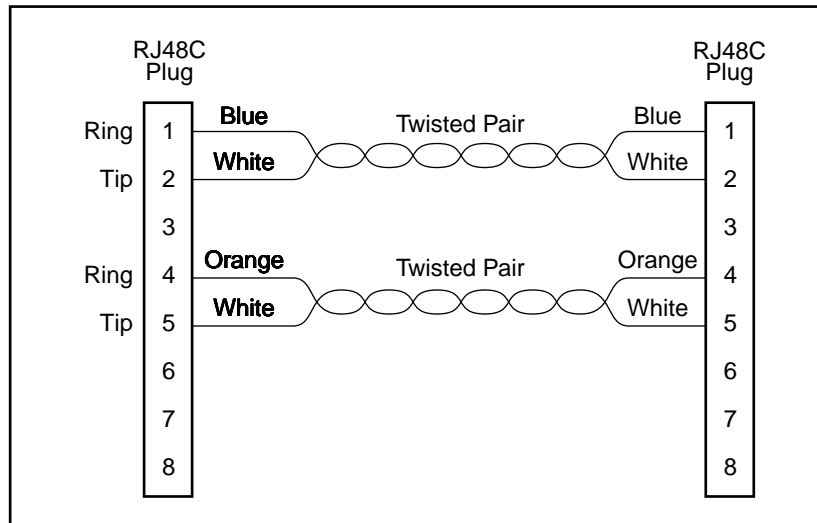 RJ48C
Plug
RJ48C
Plug
Blue
Twisted Pair
Blue
Ring
1
1
White
White
Tip
2
2
3
3
Orange
Twisted Pair
Orange
Ring
4
4
White
White
Tip
5
5
6
6
7
7
8
8